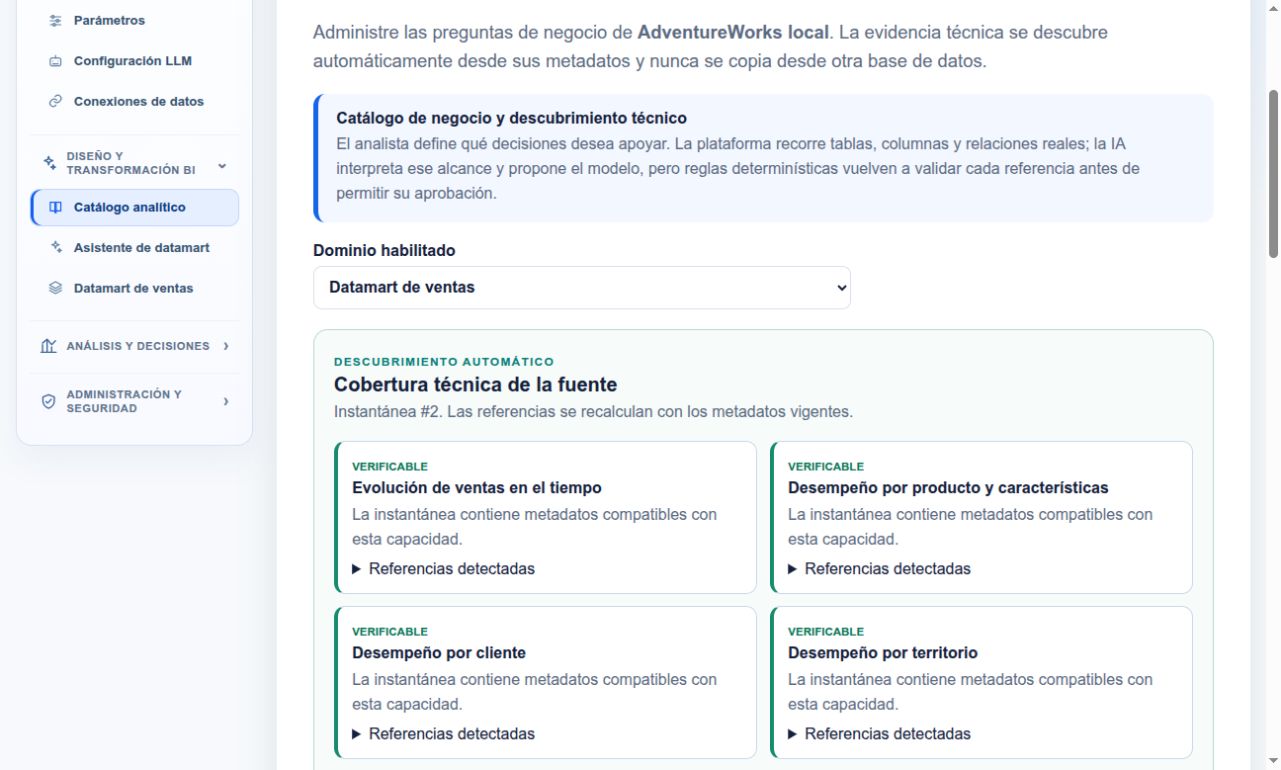 Parámetros
Configuración LLM
Conexiones de datos
DISEÑO Y
TRANSFORMACIÓN BI
Catálogo analítico
Asistente de datamart
Datamart de ventas
ANÁLISIS Y DECISIONES
ADMINISTRACIÓN Y
SEGURIDAD
Administre las preguntas de negocio de AdventureWorks local. La evidencia técnica se descubre
automáticamente desde sus metadatos y nunca se copia desde otra base de datos.
Catálogo de negocio y descubrimiento técnico
El analista define qué decisiones desea apoyar. La plataforma recorre tablas, columnas y relaciones reales; la IA
interpreta ese alcance y propone el modelo, pero reglas determinísticas vuelven a validar cada referencia antes de
permitir su aprobación.
Dominio habilitado
Datamart de ventas
DESCUBRIMIENTO AUTOMÁTICO
Cobertura técnica de la fuente
Instantánea #2. Las referencias se recalculan con los metadatos vigentes.
VERIFICABLE
Evolución de ventas en el tiempo
La instantánea contiene metadatos compatibles con
esta capacidad.
Referencias detectadas
VERIFICABLE
Desempeño por producto y características
La instantánea contiene metadatos compatibles con
esta capacidad.
Referencias detectadas
VERIFICABLE
Desempeño por cliente
La instantánea contiene metadatos compatibles con
esta capacidad.
Referencias detectadas
VERIFICABLE
Desempeño por territorio
La instantánea contiene metadatos compatibles con
esta capacidad.
Referencias detectadas